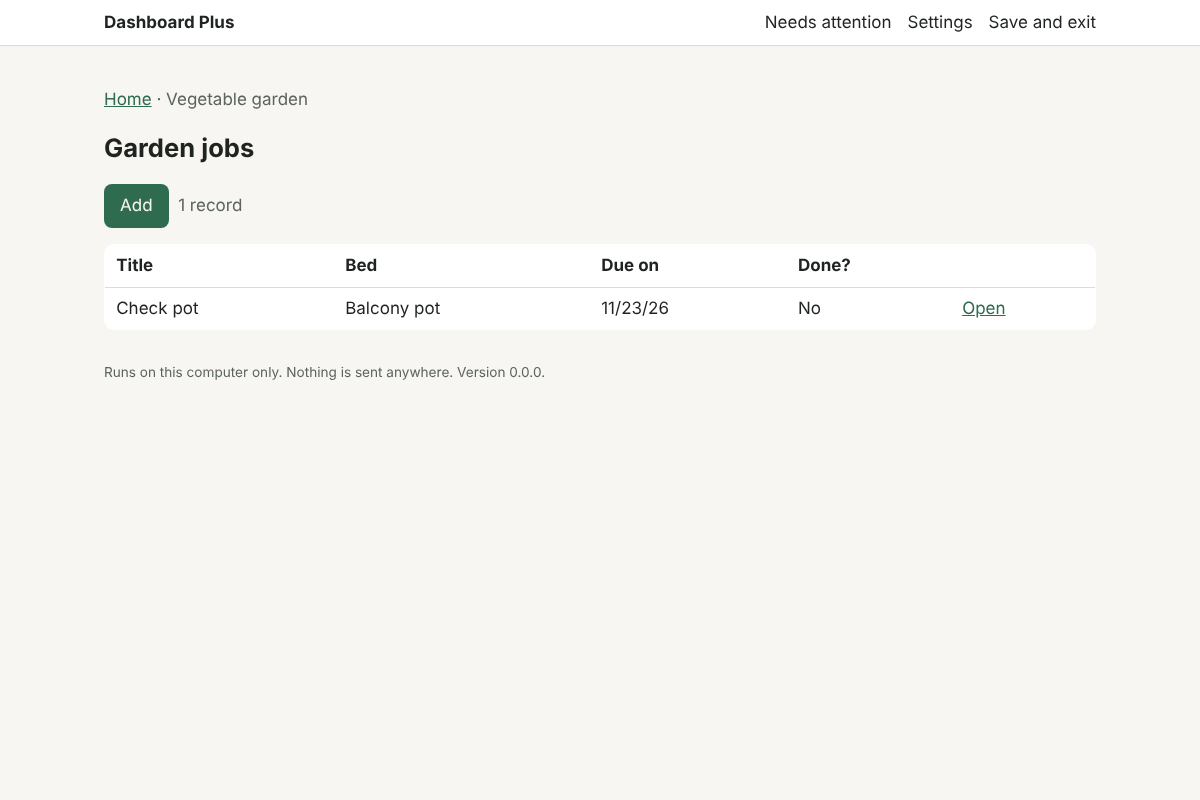 Dashboard Plus Needs attention Settings Save and exit
Home · Vegetable garden
Garden jobs
Add 1 record
Title Bed Due on Done?
Check pot Balcony pot 11/23/26 No Open
Runs on this computer only. Nothing is sent anywhere. Version 0.0.0.